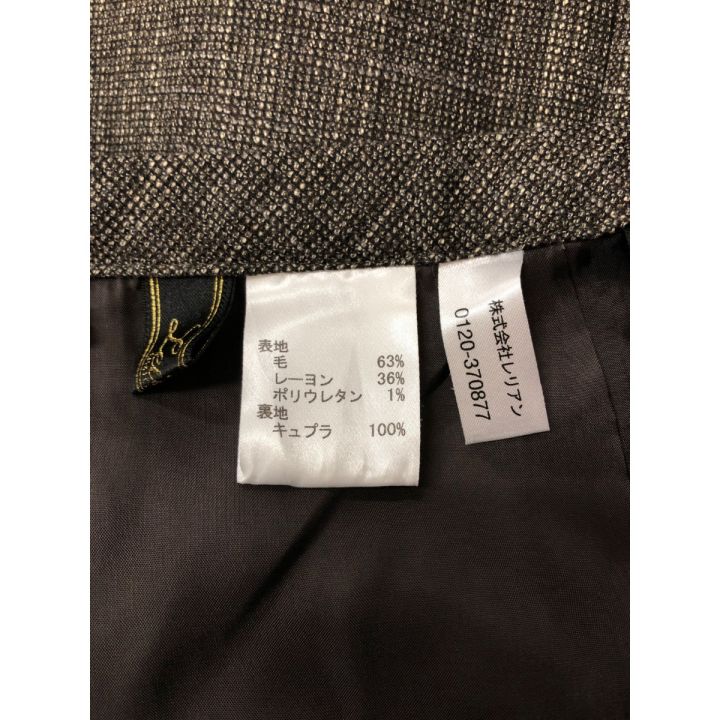 表地
毛 63%
レーヨン 36%
ポリウレタン 1%
裏地
キュプラ 100%
株式会社レリアン
0120-370877